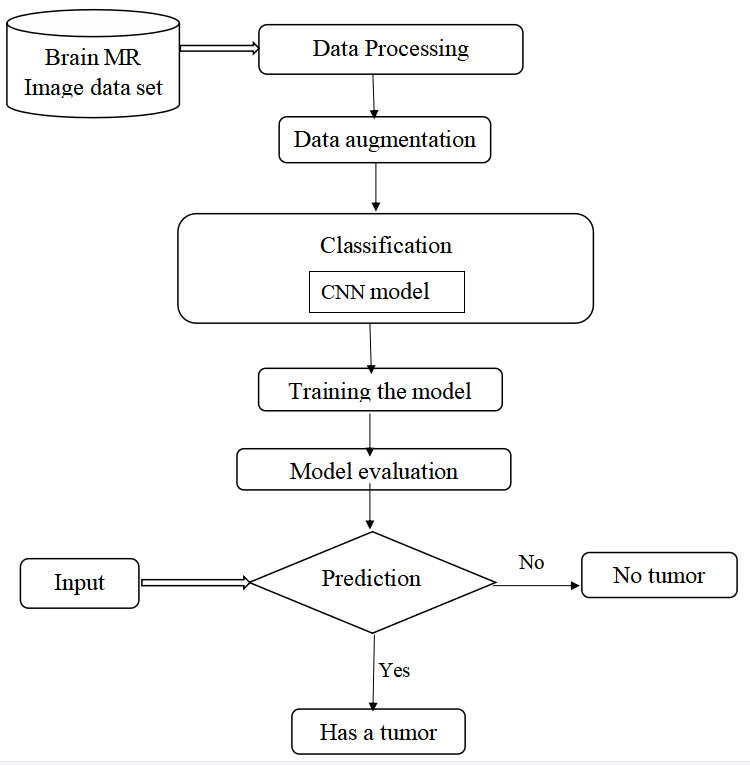 Brain MR
Image data set
Data Processing
Data augmentation
Classification
CNN model
Training the model
Model evaluation
Input
Prediction
No
No tumor
Yes
Has a tumor